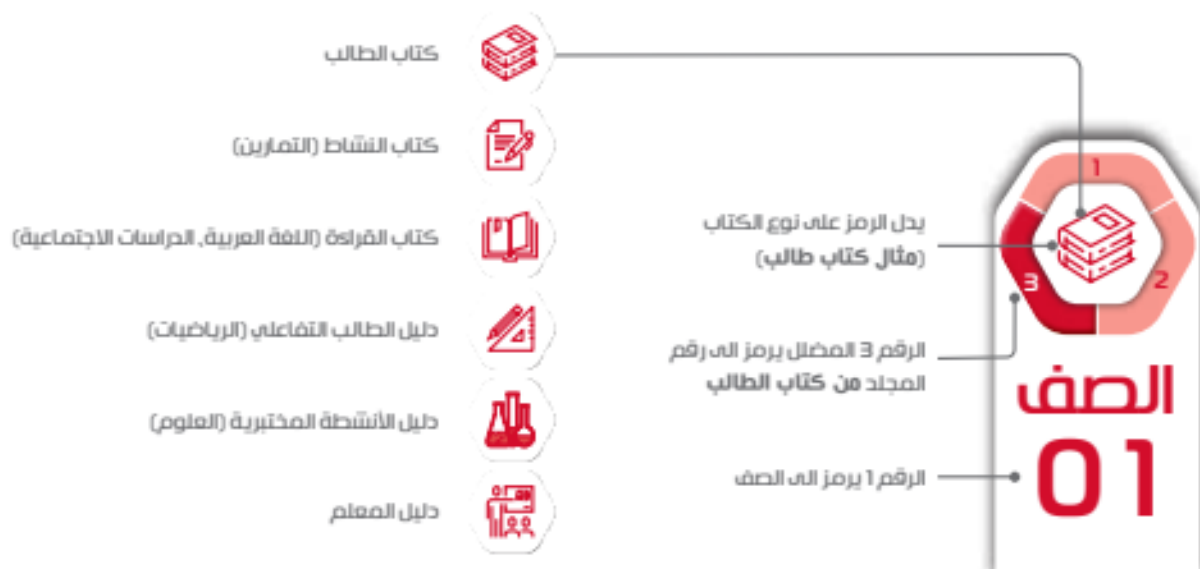 1
2
3
الصف
01
يدل الرمز على نوع الكتاب
(مثال كتاب طالب)
الرقم 3 المضلل يرمز الى رقم
المجلد من كتاب الطالب
الرقم 1 يرمز الى الصف
كتاب الطالب
كتاب النشاط (التمارين)
كتاب القراءة (اللغة العربية، الدراسات الاجتماعية)
دليل الطالب التفاعلي (الرياضيات)
دليل الأنشطة المختبرية (العلوم)
دليل المعلم